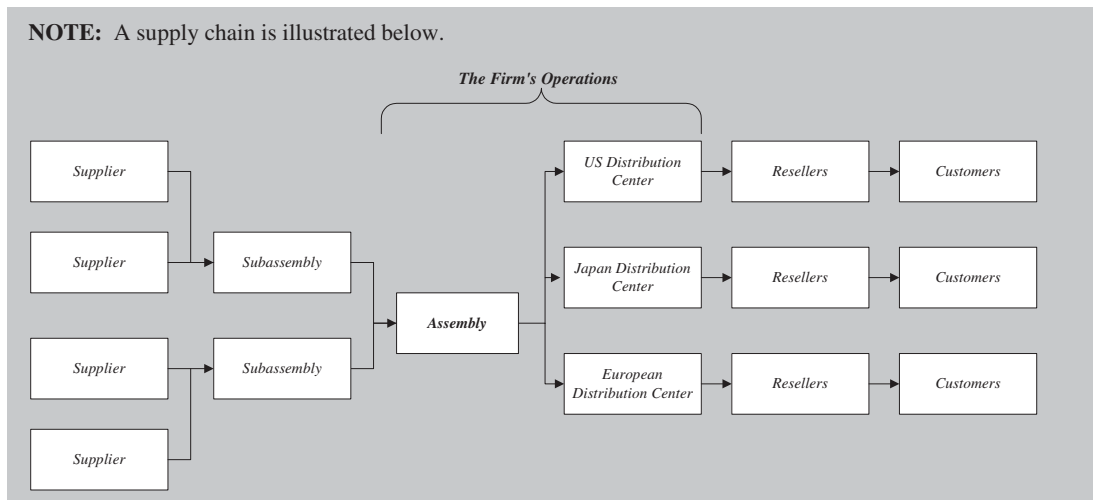 NOTE: A supply chain is illustrated below.
The Firm's Operations
Supplier
US Distribution
Center
Resellers
Customers
Supplier
Subassembly
Japan Distribution
Center
Resellers
Customers
Assembly
Supplier
Subassembly
European
Distribution Center
Resellers
Customers
Supplier